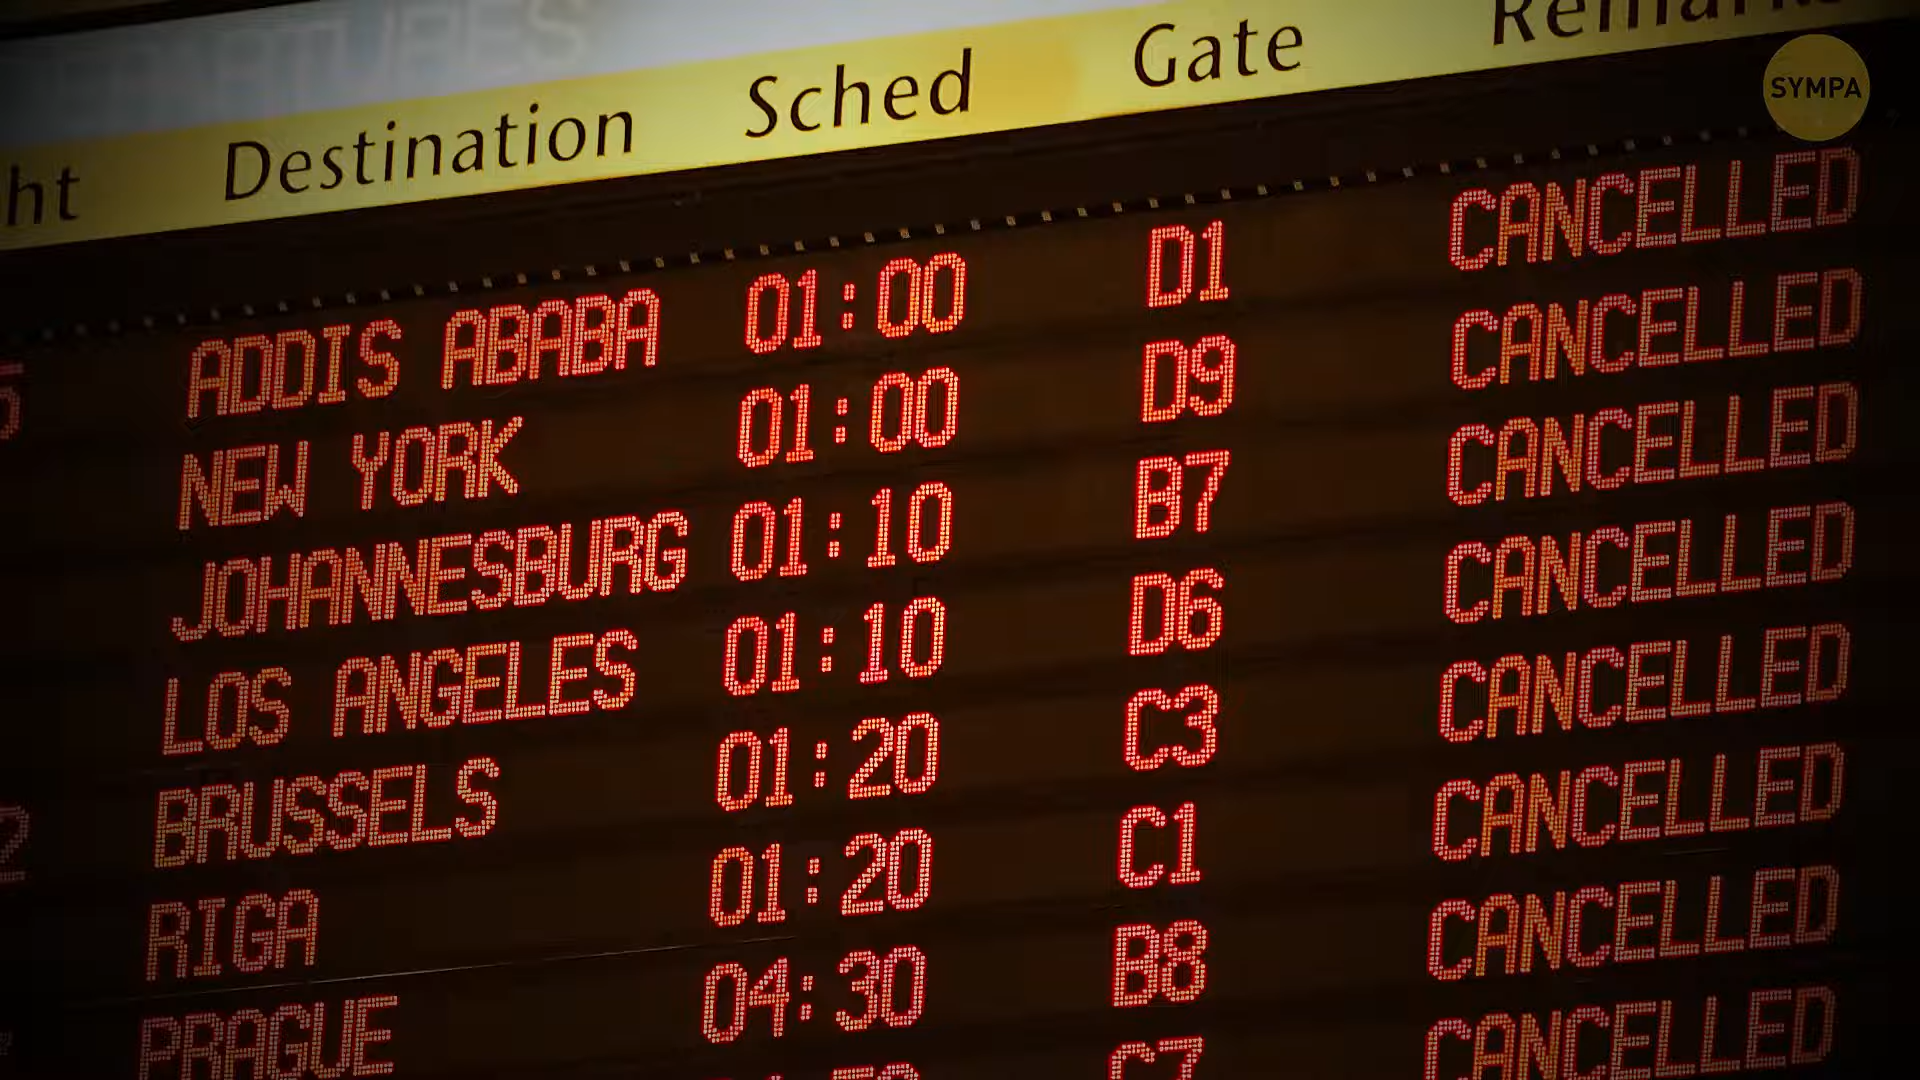 SYMPA
Destination Sched Gate Remarks
ADDIS ABABA 01:00 D1 CANCELLED
NEW YORK 01:00 D9 CANCELLED
JOHANNESBURG 01:10 B7 CANCELLED
LOS ANGELES 01:10 D6 CANCELLED
BRUSSELS 01:20 C3 CANCELLED
RIGA 01:20 C1 CANCELLED
PRAGUE 04:30 B8 CANCELLED
C7 CANCELLED